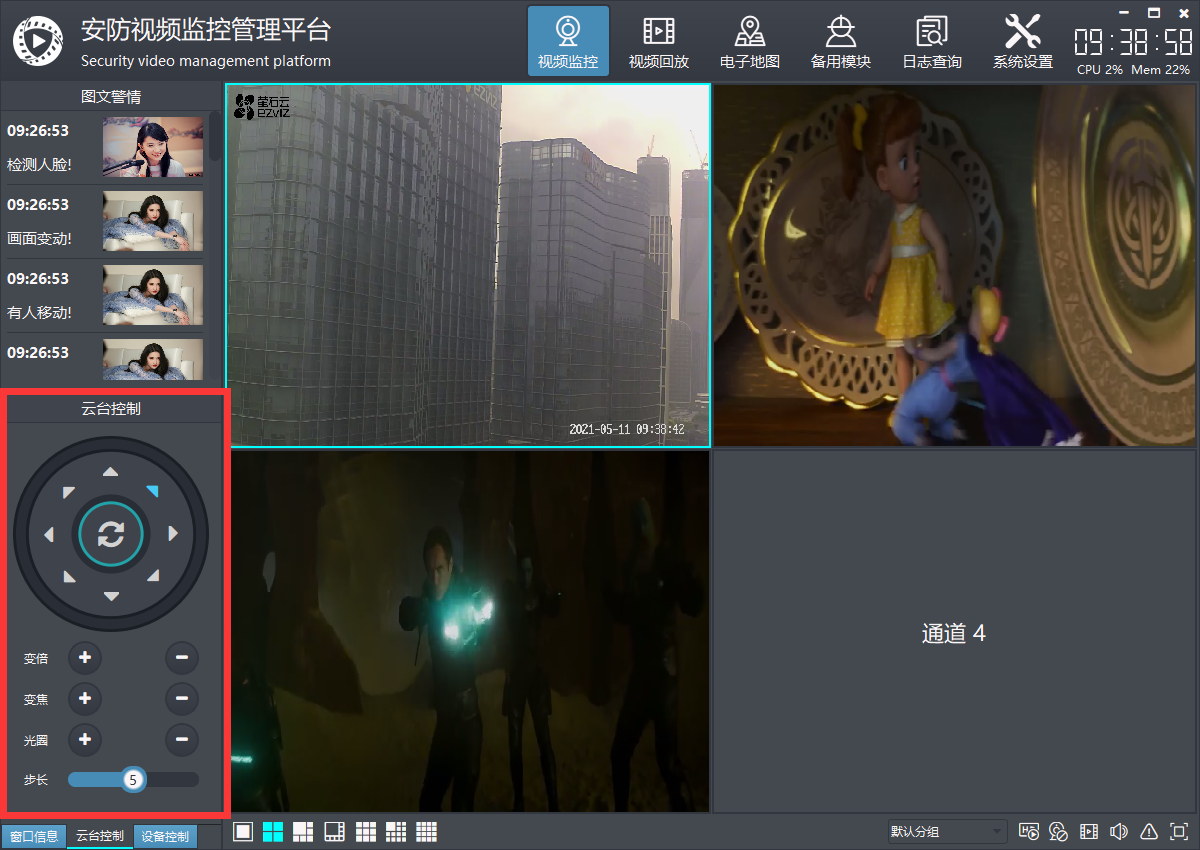 安防视频监控管理平台
Security video management platform
视频监控
视频回放
电子地图
备用模块
日志查询
系统设置
09:38:58
CPU 2% Mem 22%
图文警情
09:26:53
检测人脸!
09:26:53
画面变动!
09:26:53
有人移动!
09:26:53
云台控制
变倍
变焦
光圈
步长
5
萤石云
EZVIZ
2021-05-11 09:38:42
通道 4
窗口信息
云台控制
设备控制
默认分组